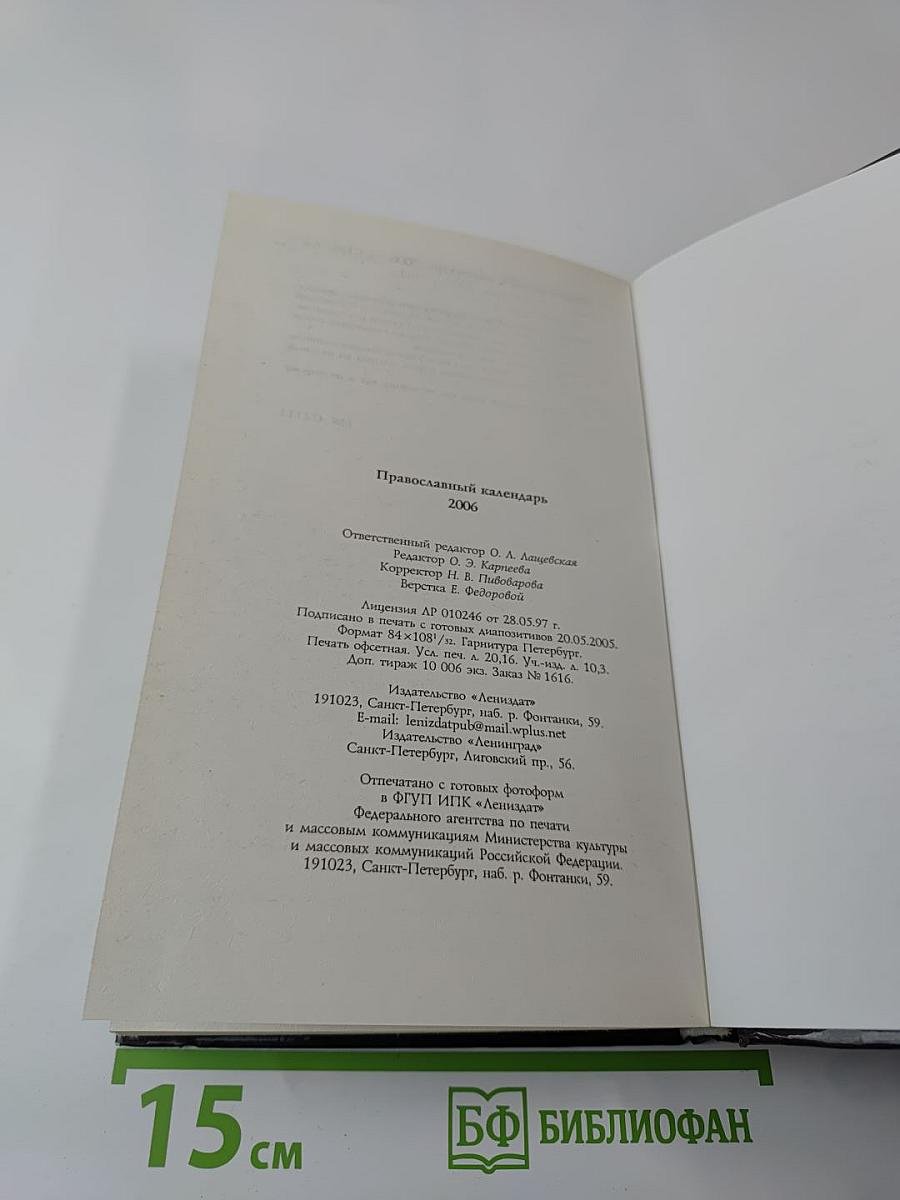 Православный календарь
2006
Ответственный редактор О. Л. Лащевская
Редактор О. Э. Карпеева
Корректор Н. В. Пивоварова
Верстка Е. Федоровой
Лицензия ЛР 010246 от 28.05.97 г.
Подписано в печать с готовых диапозитивов 20.05.2005.
Формат 84×108¹/₃₂. Гарнитура Петербург.
Печать офсетная. Усл. печ. л. 20,16. Уч.-изд. л. 10,3.
Доп. тираж 10 006 экз. Заказ № 1616.
Издательство «Лениздат»
191023, Санкт-Петербург, наб. р. Фонтанки, 59.
E-mail: lenizdatpub@mail.wplus.net
Издательство «Ленинград»
Санкт-Петербург, Лиговский пр., 56.
Отпечатано с готовых фотоформ
в ФГУП ИПК «Лениздат»
Федерального агентства по печати
и массовым коммуникациям Министерства культуры
и массовых коммуникаций Российской Федерации.
191023, Санкт-Петербург, наб. р. Фонтанки, 59.
15 см
БФ БИБЛИОФАН